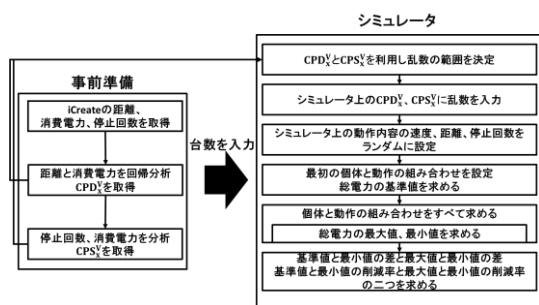 シミュレータ
事前準備
iCreateの距離、
消費電力、停止回数を取得
距離と消費電力を回帰分析
CPD_x^Vを取得
停止回数、消費電力を分析
CPS_x^Vを取得
台数を入力
CPD_x^VとCPS_x^Vを利用し乱数の範囲を決定
シミュレータ上のCPD_x^V、CPS_x^Vに乱数を入力
シミュレータ上の動作内容の速度、距離、停止回数を
ランダムに設定
最初の個体と動作の組み合わせを設定
総電力の基準値を求める
個体と動作の組み合わせをすべて求める
総電力の最大値、最小値を求める
基準値と最小値の差と最大値と最小値の差
基準値と最小値の削減率と最大値と最小値の削減率
の二つを求める